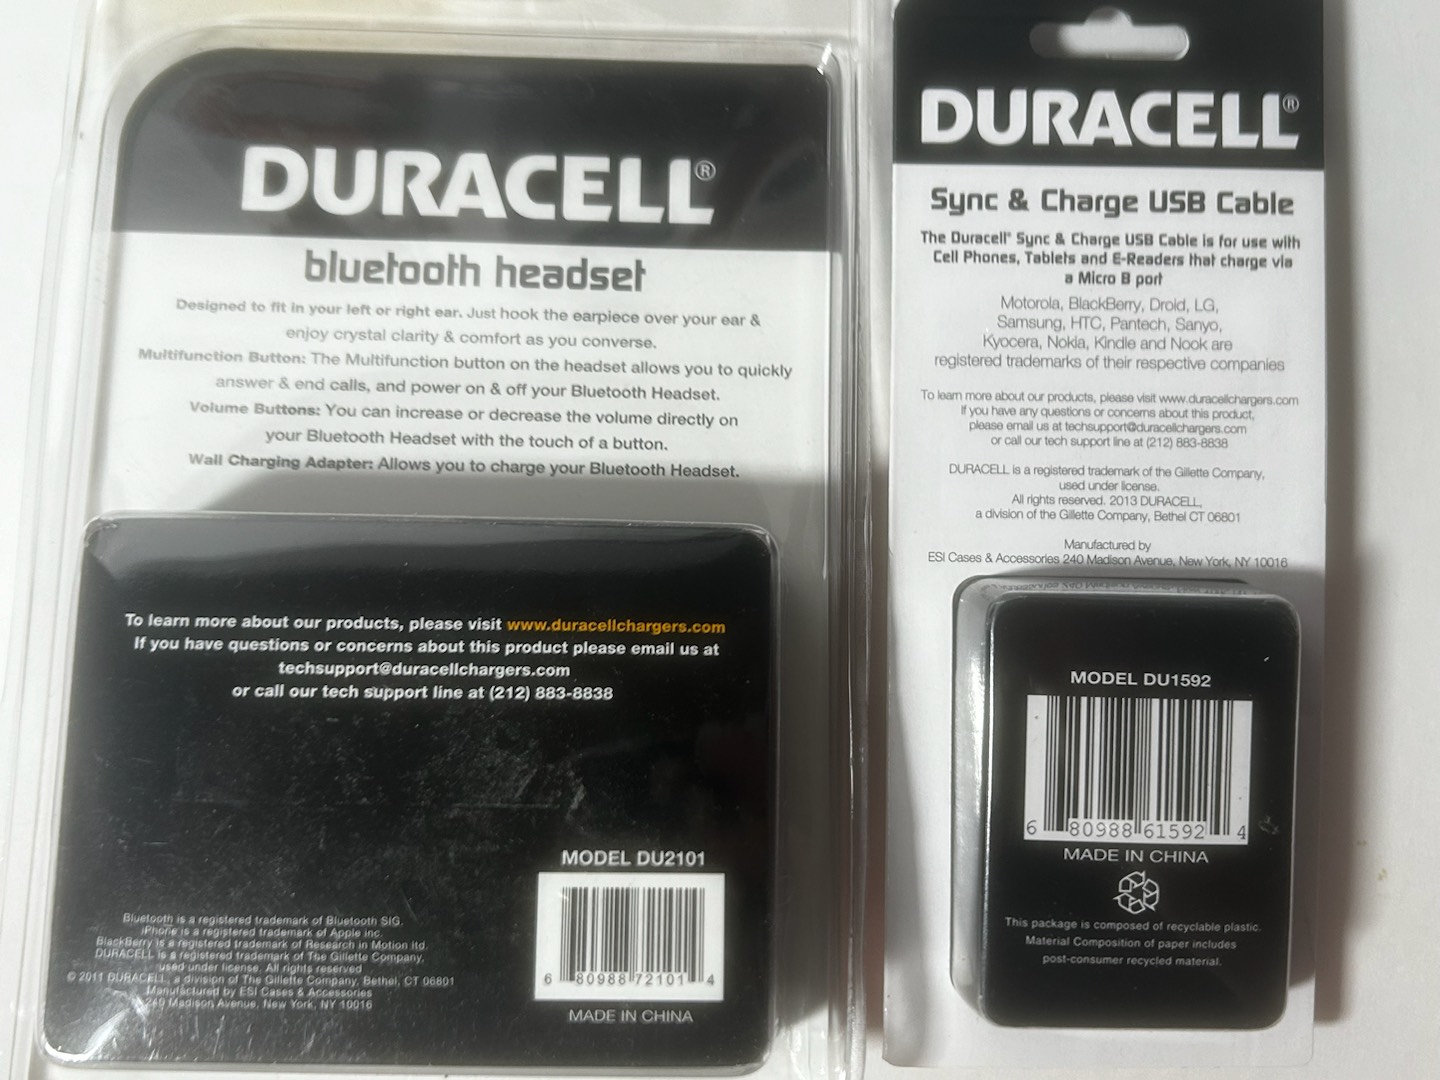 DURACELL®
bluetooth headset
Designed to fit in your left or right ear. Just hook the earpiece over your ear &
enjoy crystal clarity & comfort as you converse.
Multifunction Button: The Multifunction button on the headset allows you to quickly
answer & end calls, and power on & off your Bluetooth Headset.
Volume Buttons: You can increase or decrease the volume directly on
your Bluetooth Headset with the touch of a button.
Wall Charging Adapter: Allows you to charge your Bluetooth Headset.
To learn more about our products, please visit www.duracellchargers.com
If you have questions or concerns about this product please email us at
techsupport@duracellchargers.com
or call our tech support line at (212) 883-8838
MODEL DU2101
6 80988 72101 4
MADE IN CHINA
Bluetooth is a registered trademark of Bluetooth SIG.
iPhone is a registered trademark of Apple inc.
BlackBerry is a registered trademark of Research in Motion ltd.
DURACELL is a registered trademark of The Gillette Company,
used under license. All rights reserved
© 2011 DURACELL, a division of The Gillette Company, Bethel, CT 06801
Manufactured by ESI Cases & Accessories
240 Madison Avenue, New York, NY 10016
DURACELL®
Sync & Charge USB Cable
The Duracell® Sync & Charge USB Cable is for use with
Cell Phones, Tablets and E-Readers that charge via
a Micro B port
Motorola, BlackBerry, Droid, LG,
Samsung, HTC, Pantech, Sanyo,
Kyocera, Nokia, Kindle and Nook are
registered trademarks of their respective companies
To learn more about our products, please visit www.duracellchargers.com
If you have any questions or concerns about this product,
please email us at techsupport@duracellchargers.com
or call our tech support line at (212) 883-8838
DURACELL is a registered trademark of the Gillette Company,
used under license.
All rights reserved. 2013 DURACELL,
a division of the Gillette Company, Bethel CT 06801
Manufactured by
ESI Cases & Accessories 240 Madison Avenue, New York, NY 10016
MODEL DU1592
6 80988 61592 4
MADE IN CHINA
This package is composed of recyclable plastic.
Material Composition of paper includes
post-consumer recycled material.